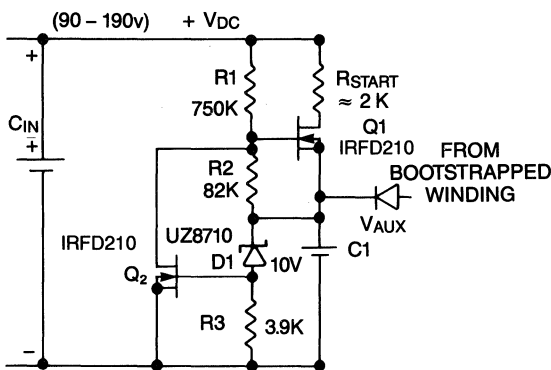 (90 – 190v) + VDC
+
R1
750K
RSTART
≈ 2 K
Q1
IRFD210
CIN
+
R2
82K
FROM
BOOTSTRAPPED
WINDING
VAUX
IRFD210
UZ8710
D1
10V
C1
Q2
R3
3.9K
–